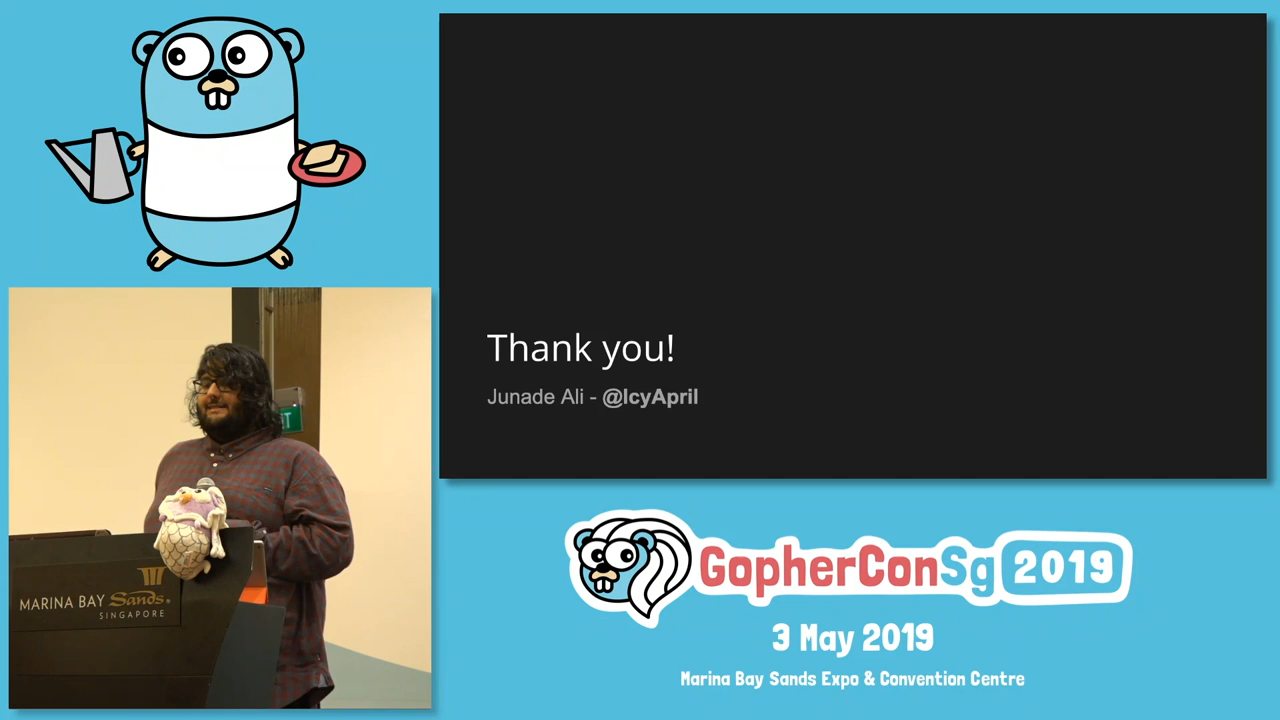 Thank you!
Junade Ali - @IcyApril
MARINA BAY Sands®
SINGAPORE
GopherConSg 2019
3 May 2019
Marina Bay Sands Expo & Convention Centre